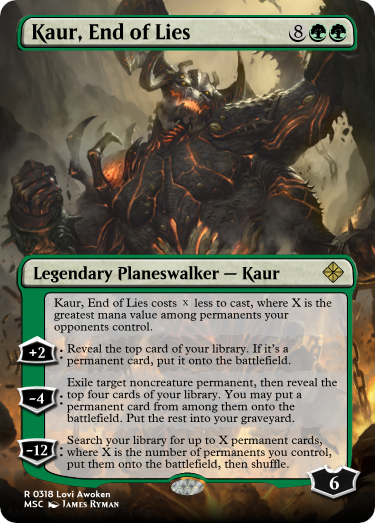 Kaur, End of Lies 8
Legendary Planeswalker — Kaur
Kaur, End of Lies costs X less to cast, where X is the
greatest mana value among permanents your
opponents control.
+2: Reveal the top card of your library. If it's a
permanent card, put it onto the battlefield.
-4: Exile target noncreature permanent, then reveal the
top four cards of your library. You may put a
permanent card from among them onto the
battlefield. Put the rest into your graveyard.
-12: Search your library for up to X permanent cards,
where X is the number of permanents you control,
put them onto the battlefield, then shuffle.
6
R 0318 Lovi Awoken
MSC James Ryman